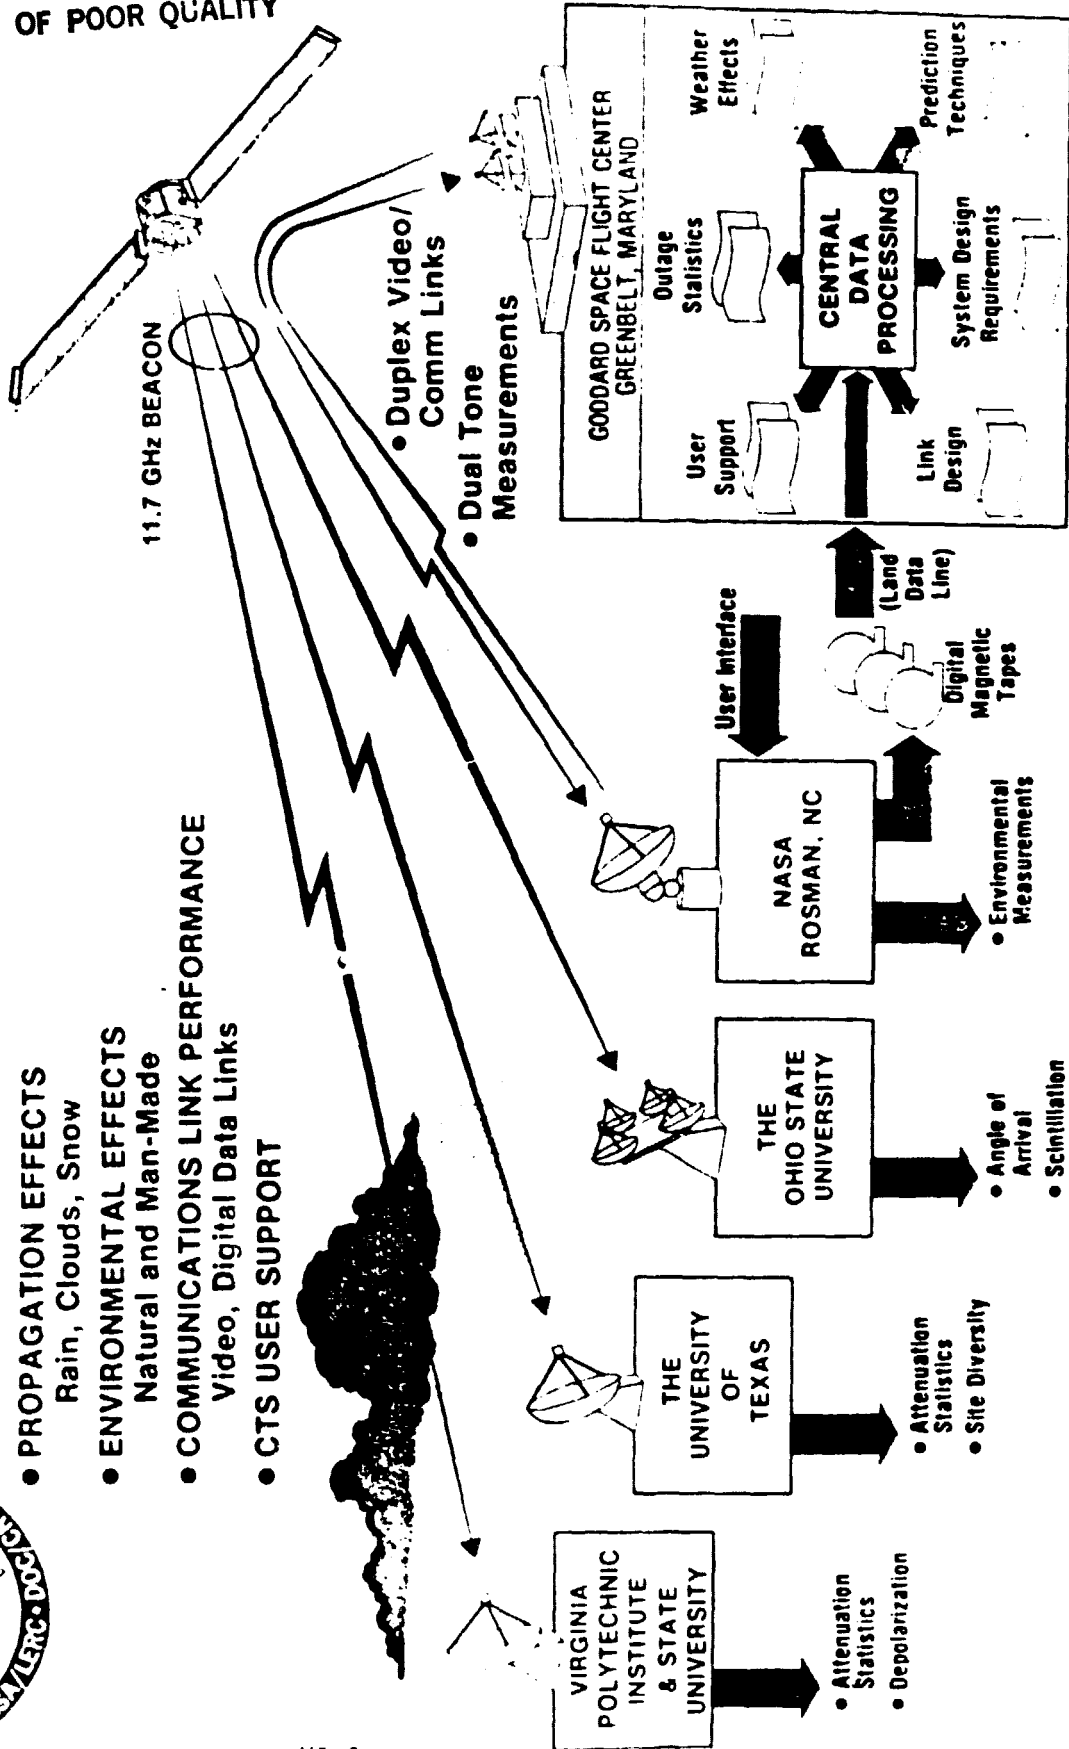 OF POOR QUALITY
• PROPAGATION EFFECTS
Rain, Clouds, Snow
• ENVIRONMENTAL EFFECTS
Natural and Man-Made
• COMMUNICATIONS LINK PERFORMANCE
Video, Digital Data Links
• CTS USER SUPPORT
11.7 GHz BEACON
• Duplex Video/
Comm Links
• Dual Tone
Measurements
VIRGINIA
POLYTECHNIC
INSTITUTE
& STATE
UNIVERSITY
• Attenuation
Statistics
• Depolarization
THE
UNIVERSITY
OF
TEXAS
• Attenuation
Statistics
• Site Diversity
THE
OHIO STATE
UNIVERSITY
• Angle of
Arrival
• Scintillation
NASA
ROSMAN, NC
• Environmental
Measurements
User Interface
(Land
Data
Line)
Digital
Magnetic
Tapes
GODDARD SPACE FLIGHT CENTER
GREENBELT, MARYLAND
User
Support
Outage
Statistics
Weather
Effects
CENTRAL
DATA
PROCESSING
Link
Design
System Design
Requirements
Prediction
Techniques